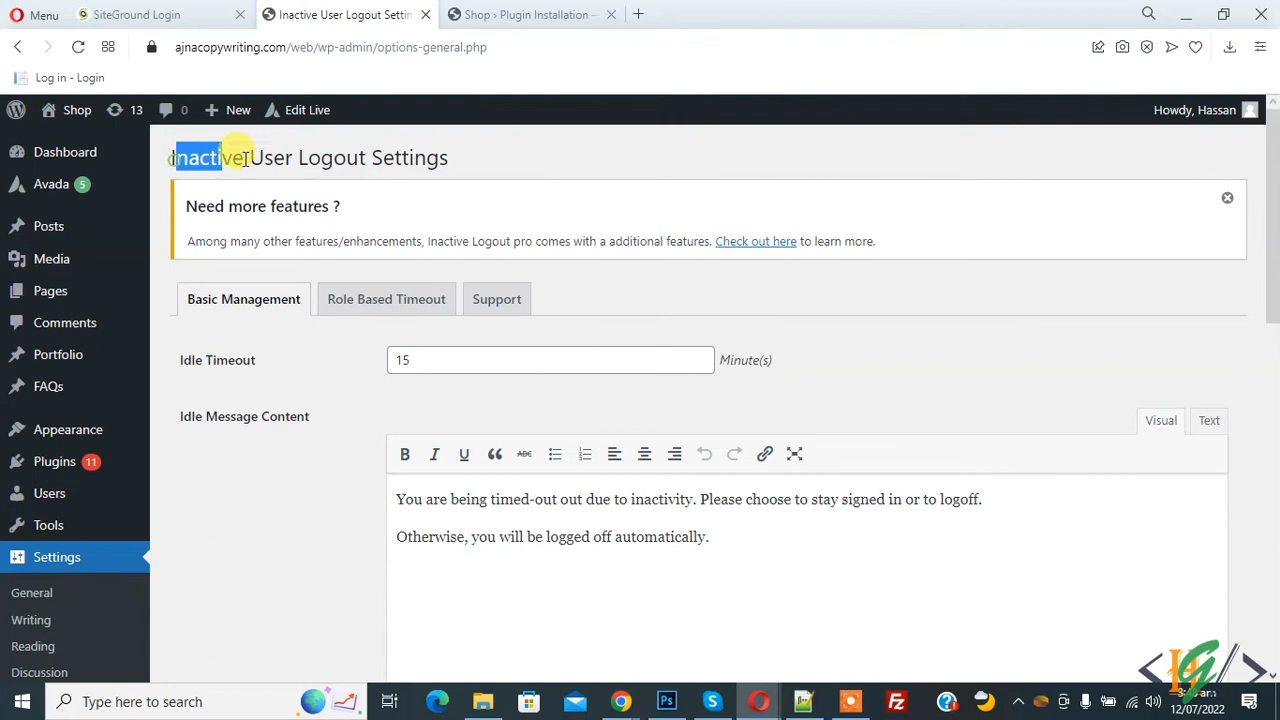 Menu
SiteGround Login
Inactive User Logout Settin
Shop › Plugin Installation —
ajnacopywriting.com/web/wp-admin/options-general.php
Log in - Login
Shop
13
0
New
Edit Live
Howdy, Hassan
Dashboard
Avada 5
Posts
Media
Pages
Comments
Portfolio
FAQs
Appearance
Plugins 11
Users
Tools
Settings
General
Writing
Reading
Discussion
Inactive User Logout Settings
Need more features ?
Among many other features/enhancements, Inactive Logout pro comes with a additional features. Check out here to learn more.
Basic Management
Role Based Timeout
Support
Idle Timeout
15
Minute(s)
Idle Message Content
Visual
Text
B I U ABC
You are being timed-out out due to inactivity. Please choose to stay signed in or to logoff.
Otherwise, you will be logged off automatically.
Type here to search
12/07/2022